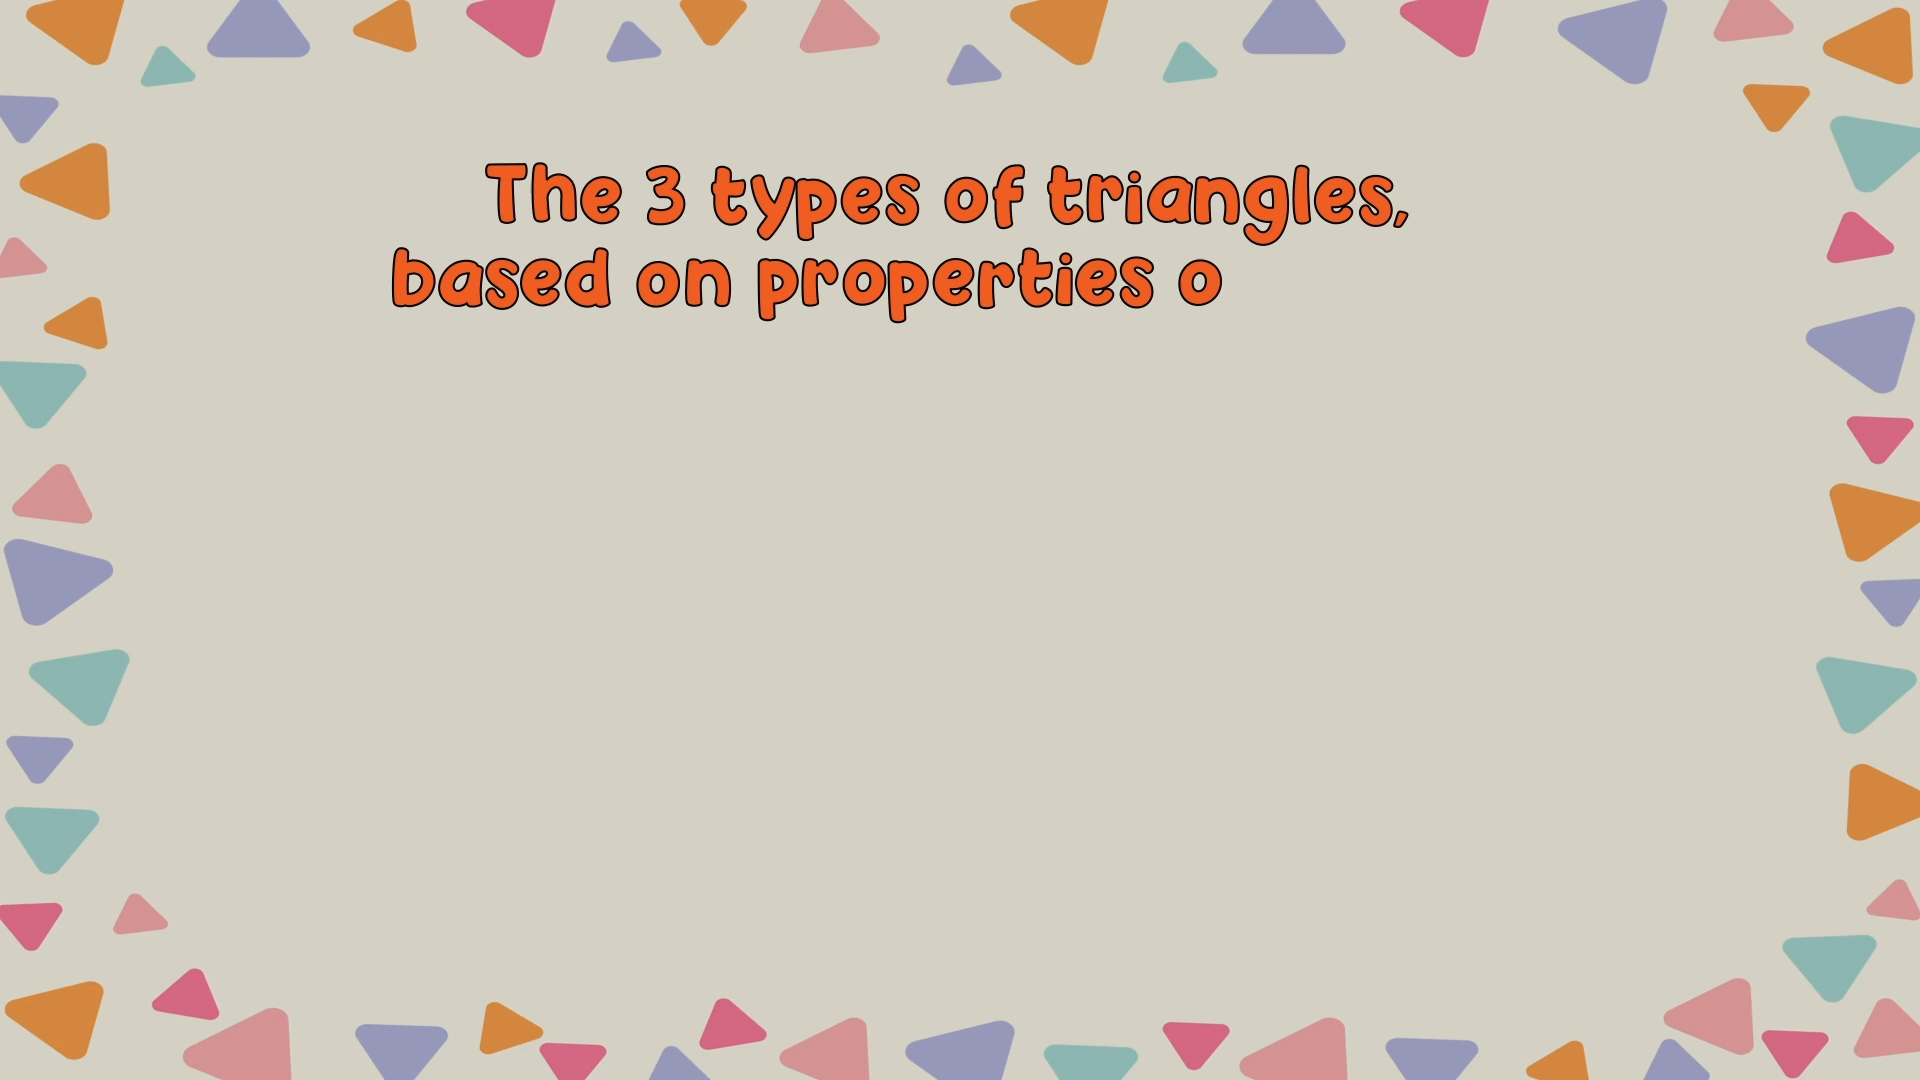 The 3 types of triangles,
based on properties o